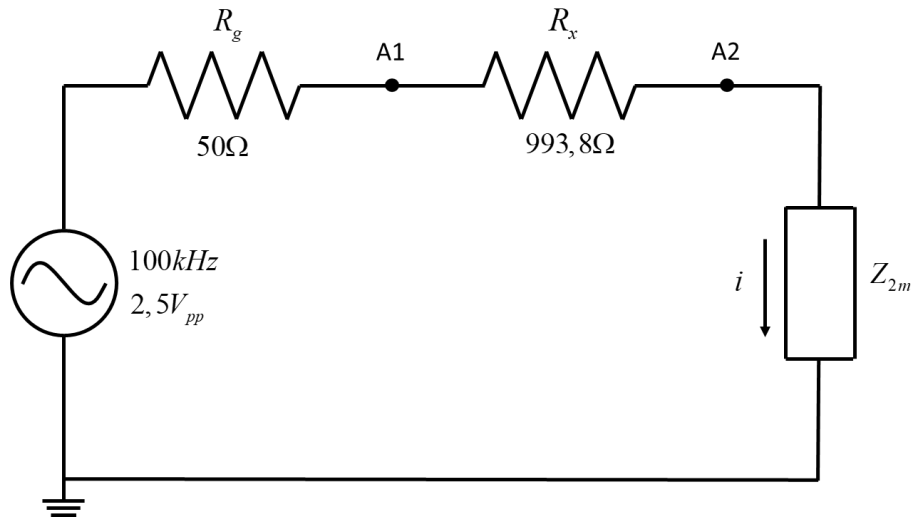 R_g
R_x
A1
A2
50Ω
993,8Ω
100kHz
2,5V_pp
i
Z_2m